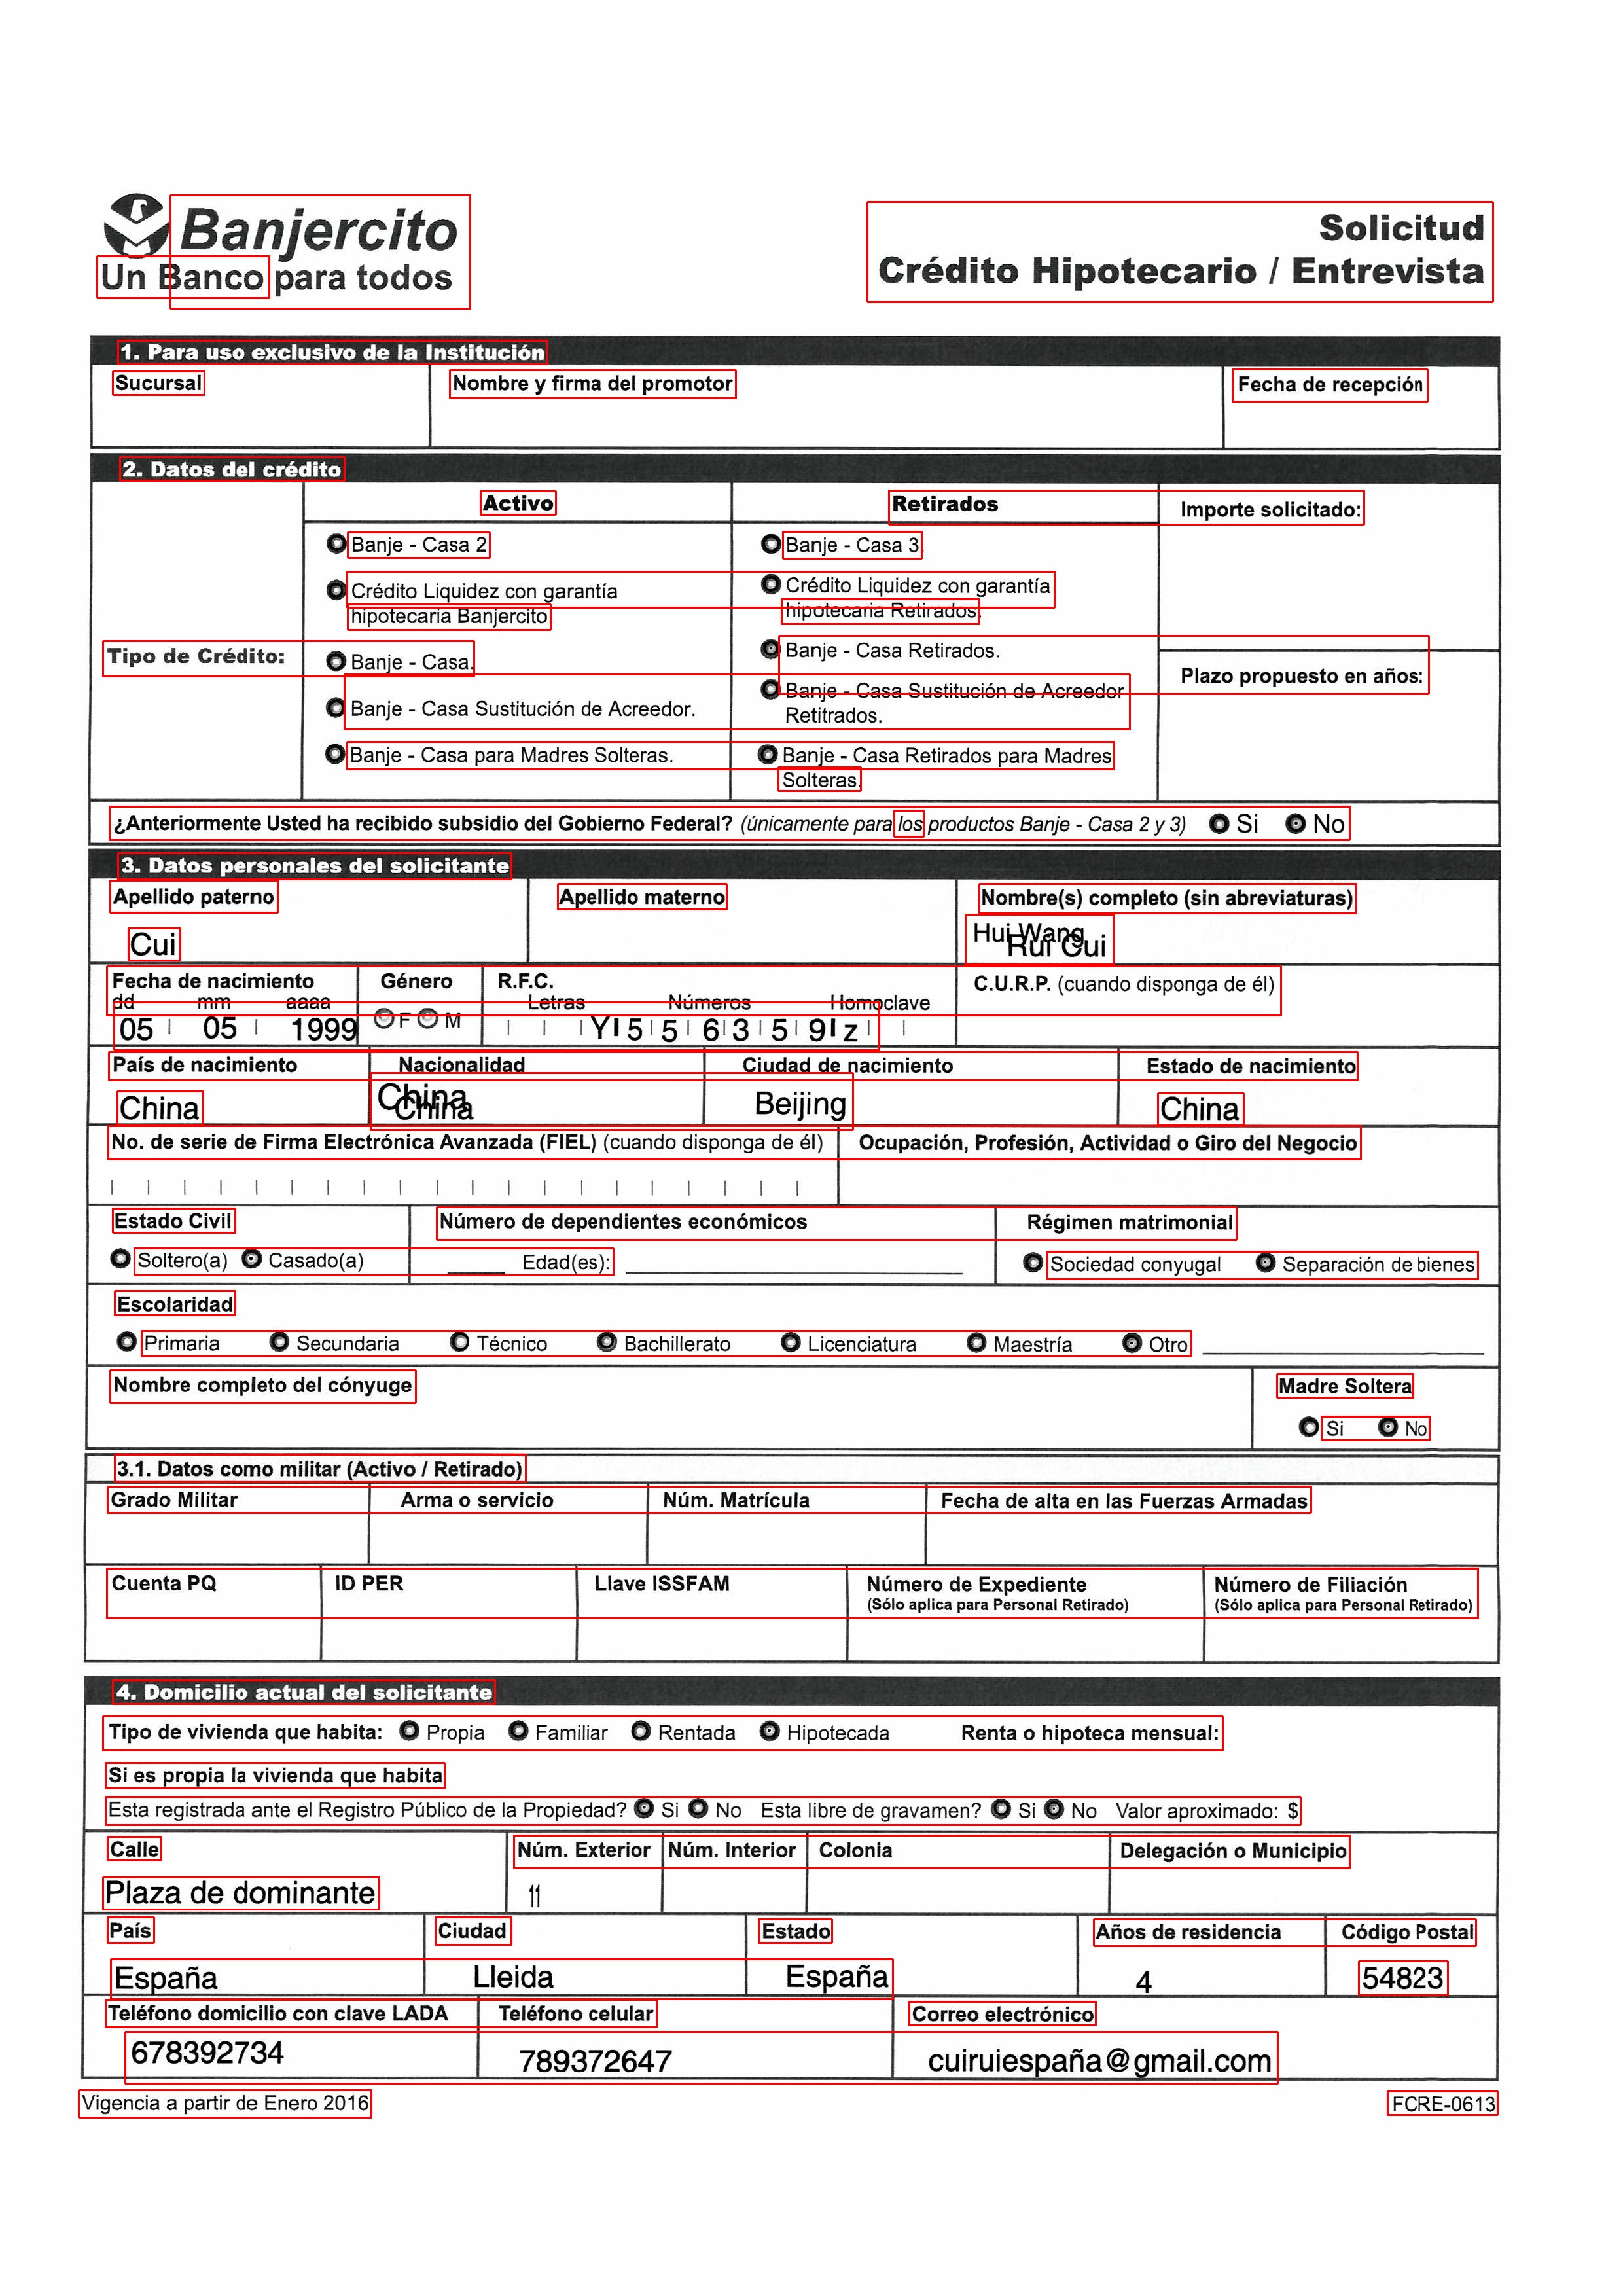 Banjercito
Un Banco para todos
Solicitud
Crédito Hipotecario / Entrevista
1. Para uso exclusivo de la Institución
Sucursal Nombre y firma del promotor Fecha de recepción
2. Datos del crédito
Activo Retirados Importe solicitado:
Banje - Casa 2 Banje - Casa 3.
Crédito Liquidez con garantía Crédito Liquidez con garantía
hipotecaria Banjercito hipotecaria Retirados.
Tipo de Crédito: Banje - Casa. Banje - Casa Retirados.
Plazo propuesto en años:
Banje - Casa Sustitución de Acreedor. Banje - Casa Sustitución de Acreedor
Retitrados.
Banje - Casa para Madres Solteras. Banje - Casa Retirados para Madres
Solteras.
¿Anteriormente Usted ha recibido subsidio del Gobierno Federal? (únicamente para los productos Banje - Casa 2 y 3) Si No
3. Datos personales del solicitante
Apellido paterno Apellido materno Nombre(s) completo (sin abreviaturas)
Cui Hui Wang
Rui Cui
Fecha de nacimiento Género R.F.C. C.U.R.P. (cuando disponga de él)
dd mm aaaa Letras Números Homoclave
05 05 1999 F M Y 5 5 6 3 5 9 z
País de nacimiento Nacionalidad Ciudad de nacimiento Estado de nacimiento
China China China Beijing China
No. de serie de Firma Electrónica Avanzada (FIEL) (cuando disponga de él) Ocupación, Profesión, Actividad o Giro del Negocio
Estado Civil Número de dependientes económicos Régimen matrimonial
Soltero(a) Casado(a) Edad(es): Sociedad conyugal Separación de bienes
Escolaridad
Primaria Secundaria Técnico Bachillerato Licenciatura Maestría Otro
Nombre completo del cónyuge Madre Soltera
Si No
3.1. Datos como militar (Activo / Retirado)
Grado Militar Arma o servicio Núm. Matrícula Fecha de alta en las Fuerzas Armadas
Cuenta PQ ID PER Llave ISSFAM Número de Expediente Número de Filiación
(Sólo aplica para Personal Retirado) (Sólo aplica para Personal Retirado)
4. Domicilio actual del solicitante
Tipo de vivienda que habita: Propia Familiar Rentada Hipotecada Renta o hipoteca mensual:
Si es propia la vivienda que habita
Esta registrada ante el Registro Público de la Propiedad? Si No Esta libre de gravamen? Si No Valor aproximado: $
Calle Núm. Exterior Núm. Interior Colonia Delegación o Municipio
Plaza de dominante 11
País Ciudad Estado Años de residencia Código Postal
España Lleida España 4 54823
Teléfono domicilio con clave LADA Teléfono celular Correo electrónico
678392734 789372647 cuiruiespaña@gmail.com
Vigencia a partir de Enero 2016 FCRE-0613